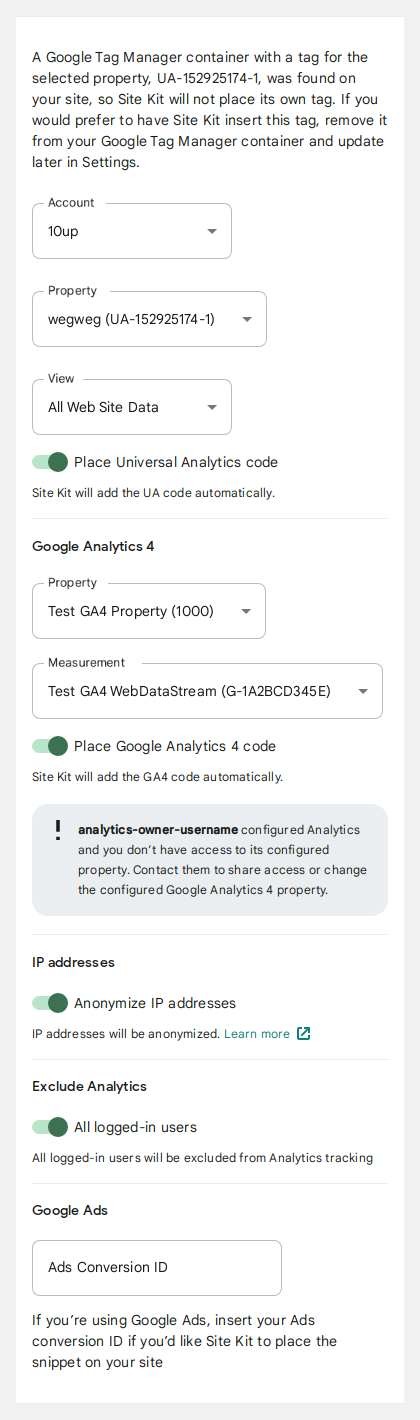 A Google Tag Manager container with a tag for the
selected property, UA-152925174-1, was found on
your site, so Site Kit will not place its own tag. If you
would prefer to have Site Kit insert this tag, remove it
from your Google Tag Manager container and update
later in Settings.
Account
10up
Property
wegweg (UA-152925174-1)
View
All Web Site Data
Place Universal Analytics code
Site Kit will add the UA code automatically.
Google Analytics 4
Property
Test GA4 Property (1000)
Measurement
Test GA4 WebDataStream (G-1A2BCD345E)
Place Google Analytics 4 code
Site Kit will add the GA4 code automatically.
analytics-owner-username configured Analytics
and you don’t have access to its configured
property. Contact them to share access or change
the configured Google Analytics 4 property.
IP addresses
Anonymize IP addresses
IP addresses will be anonymized. Learn more
Exclude Analytics
All logged-in users
All logged-in users will be excluded from Analytics tracking
Google Ads
Ads Conversion ID
If you’re using Google Ads, insert your Ads
conversion ID if you’d like Site Kit to place the
snippet on your site